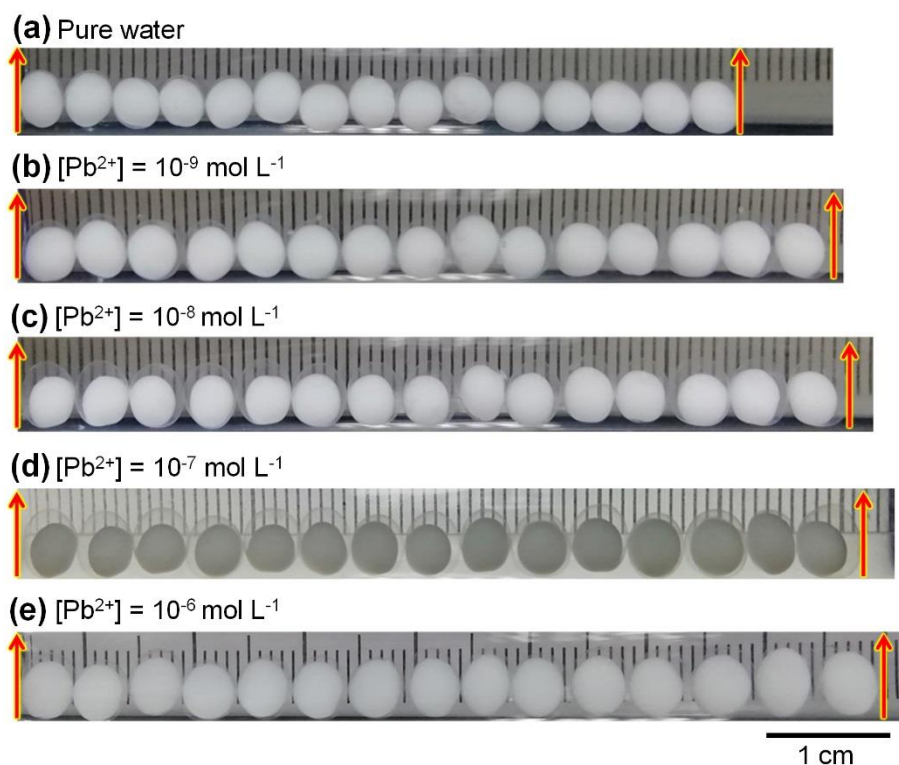 (a) Pure water
(b) [Pb²⁺] = 10⁻⁹ mol L⁻¹
(c) [Pb²⁺] = 10⁻⁸ mol L⁻¹
(d) [Pb²⁺] = 10⁻⁷ mol L⁻¹
(e) [Pb²⁺] = 10⁻⁶ mol L⁻¹
1 cm